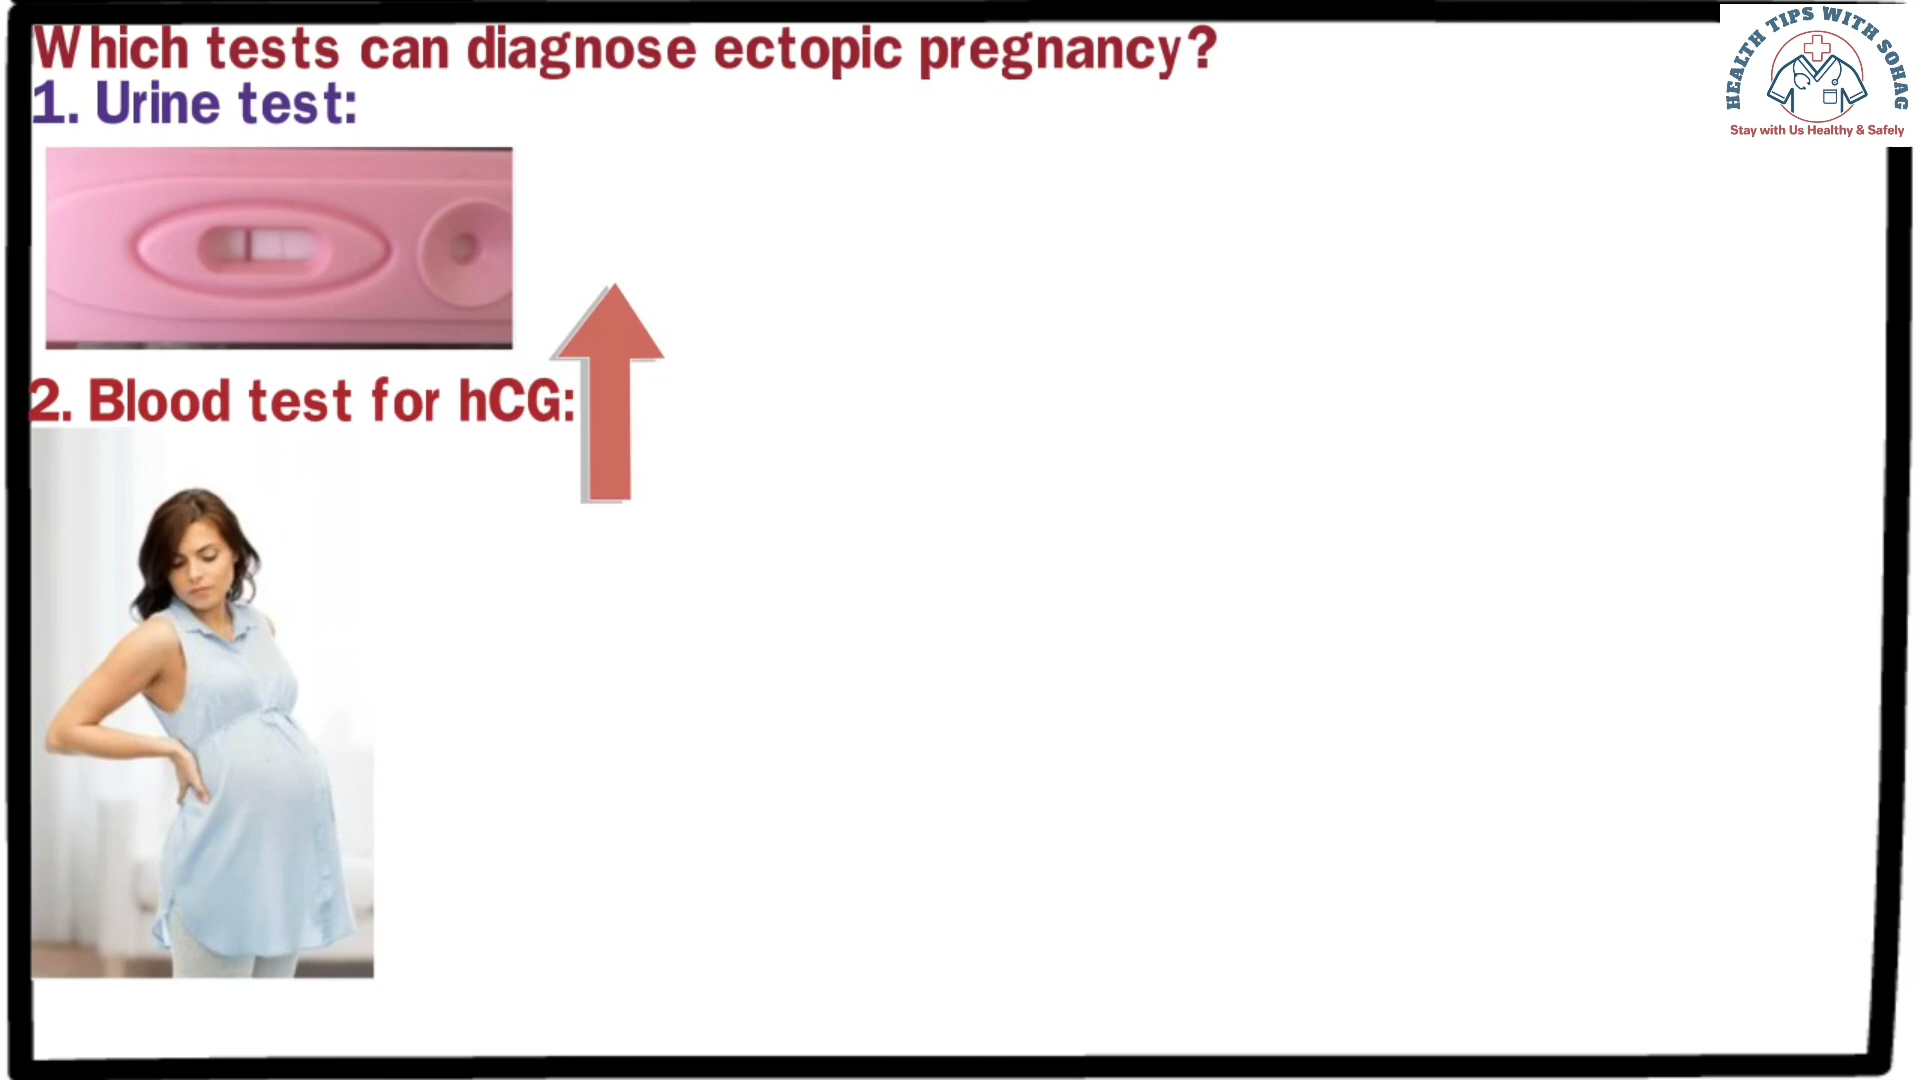 Which tests can diagnose ectopic pregnancy?
1. Urine test:
2. Blood test for hCG:
HEALTH TIPS WITH SOHAG
Stay with Us Healthy & Safely